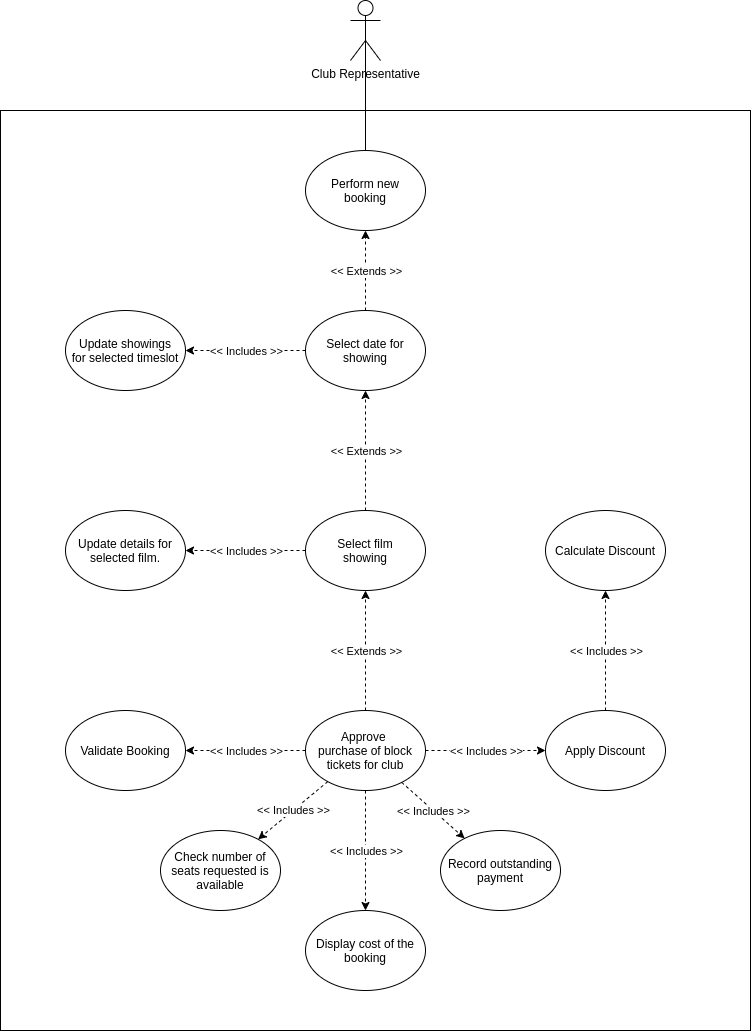 Club Representative
Perform new
booking
<< Extends >>
Update showings
for selected timeslot
<< Includes >>
Select date for
showing
<< Extends >>
Update details for
selected film.
<< Includes >>
Select film
showing
Calculate Discount
<< Extends >>
<< Includes >>
Validate Booking
<< Includes >>
Approve
purchase of block
tickets for club
<< Includes >>
Apply Discount
<< Includes >>
<< Includes >>
<< Includes >>
Check number of
seats requested is
available
Record outstanding
payment
Display cost of the
booking